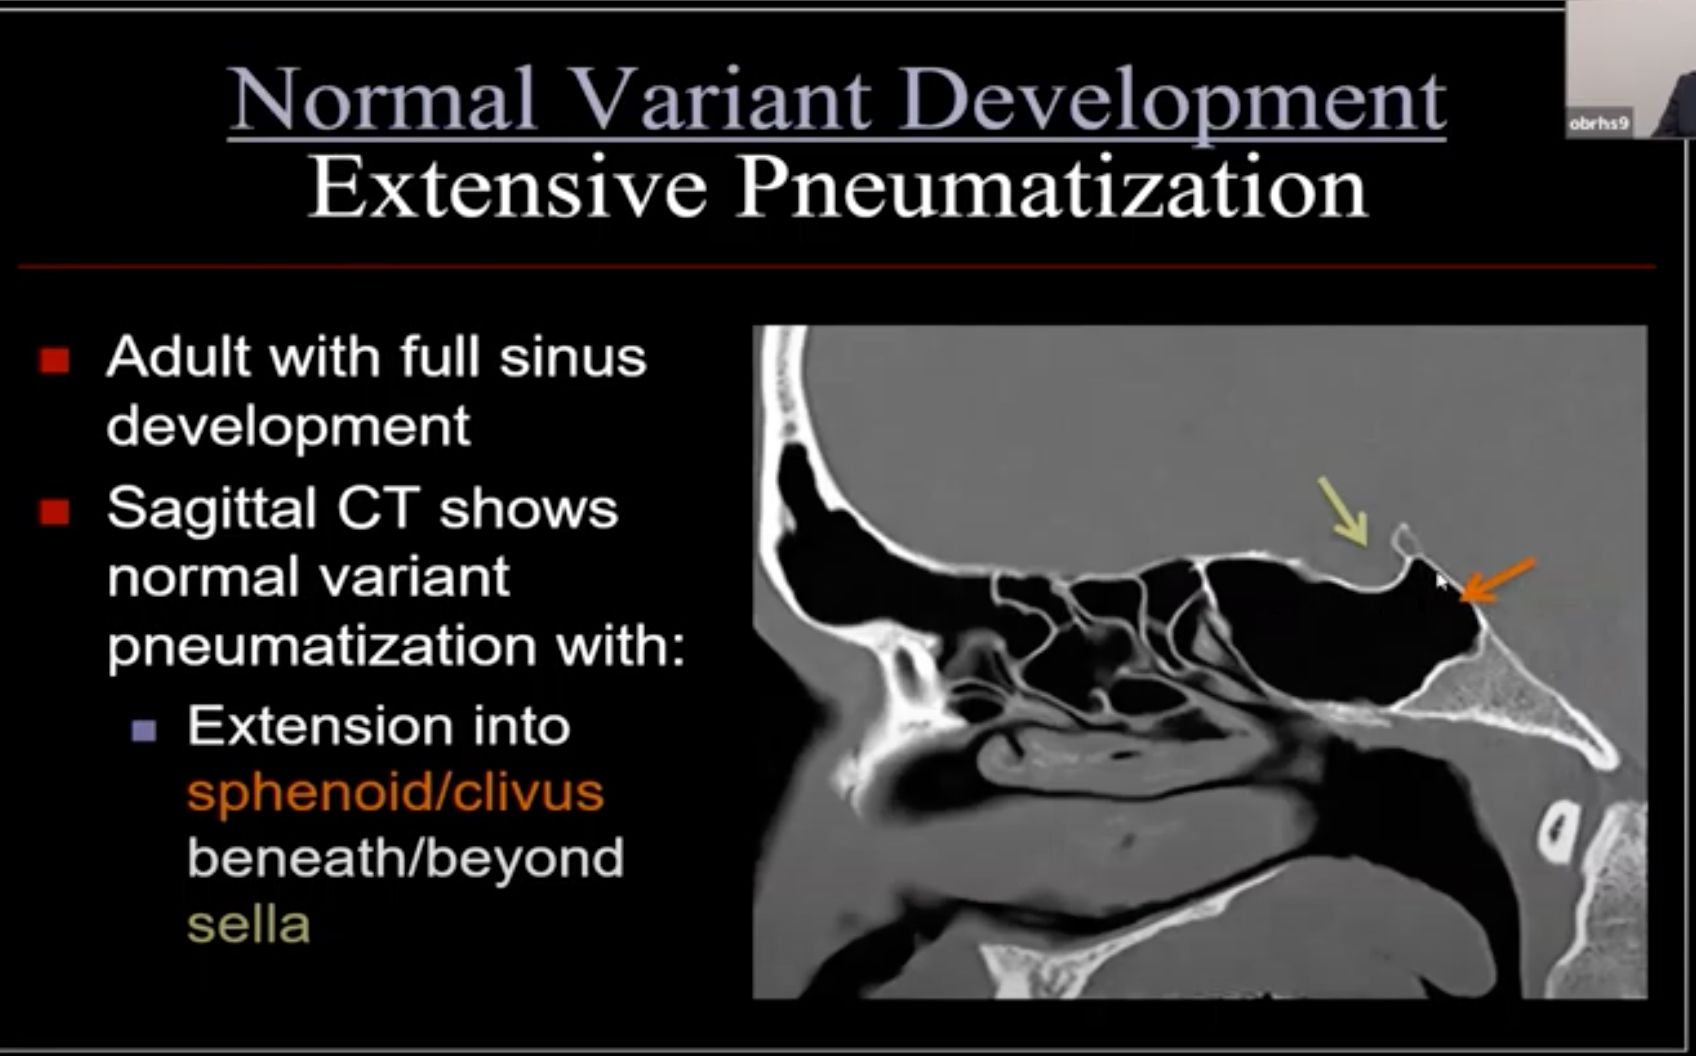 Normal Variant Development
obrhs9
Extensive Pneumatization
Adult with full sinus
development
Sagittal CT shows
normal variant
pneumatization with:
Extension into
sphenoid/clivus
beneath/beyond
sella